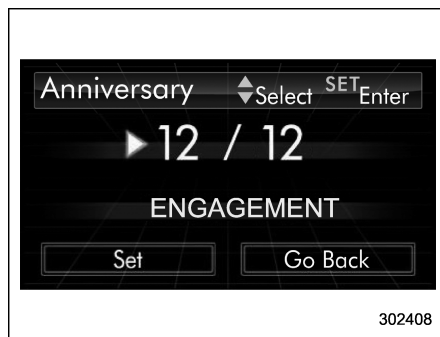 Anniversary Select SET Enter
12 / 12
ENGAGEMENT
Set Go Back
302408